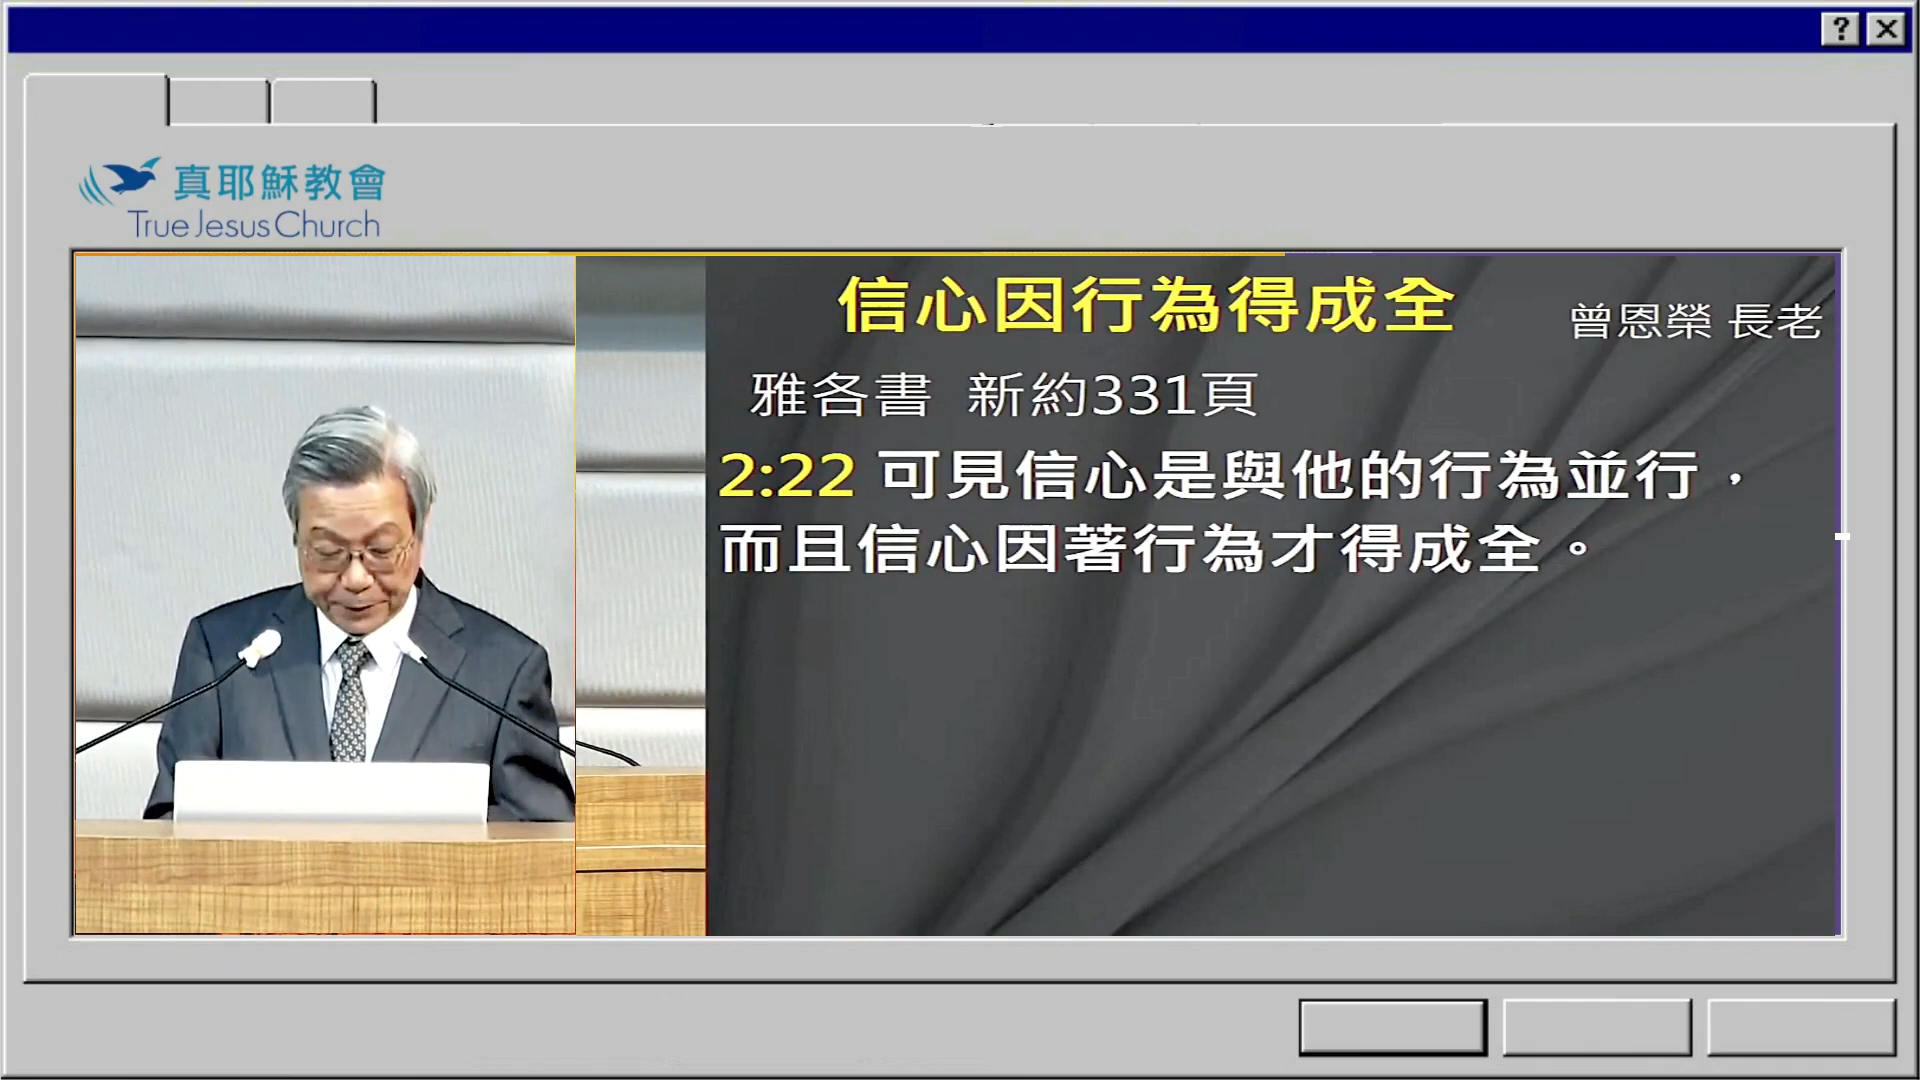 真耶穌教會
True Jesus Church
信心因行為得成全
曾恩榮 長老
雅各書 新約331頁
2:22 可見信心是與他的行為並行，
而且信心因著行為才得成全。